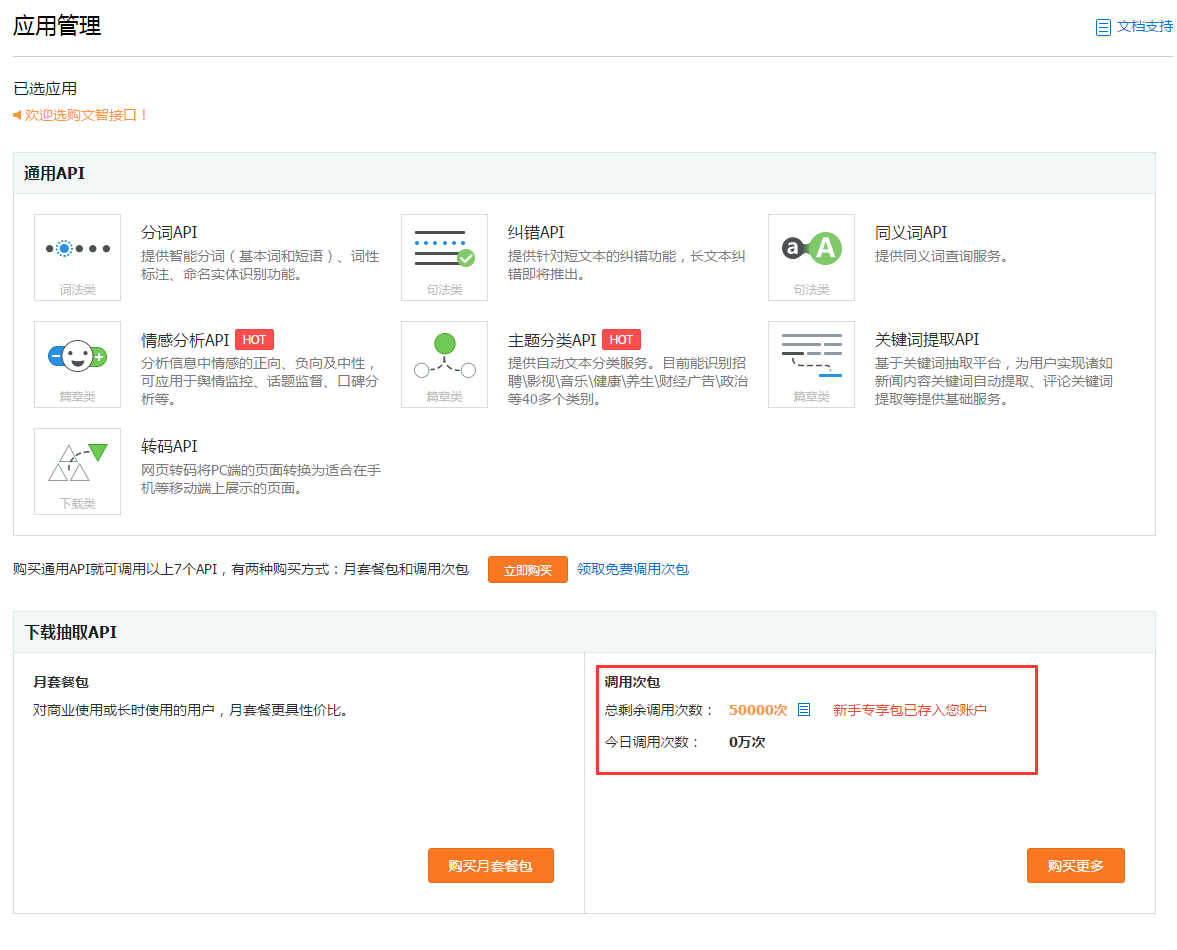 应用管理
文档支持
已选应用
欢迎选购文智接口！
通用API
词法类
分词API
提供智能分词（基本词和短语）、词性
标注、命名实体识别功能。
句法类
纠错API
提供针对短文本的纠错功能，长文本纠
错即将推出。
a A
句法类
同义词API
提供同义词查询服务。
篇章类
情感分析API HOT
分析信息中情感的正向、负向及中性，
可应用于舆情监控、话题监督、口碑分
析等。
篇章类
主题分类API HOT
提供自动文本分类服务。目前能识别招
聘\影视\音乐\健康\养生\财经广告\政治
等40多个类别。
篇章类
关键词提取API
基于关键词抽取平台，为用户实现诸如
新闻内容关键词自动提取、评论关键词
提取等提供基础服务。
下载类
转码API
网页转码将PC端的页面转换为适合在手
机等移动端上展示的页面。
购买通用API就可调用以上7个API，有两种购买方式：月套餐包和调用次包 立即购买 领取免费调用次包
下载抽取API
月套餐包
对商业使用或长时使用的用户，月套餐更具性价比。
购买月套餐包
调用次包
总剩余调用次数： 50000次 新手专享包已存入您账户
今日调用次数： 0万次
购买更多